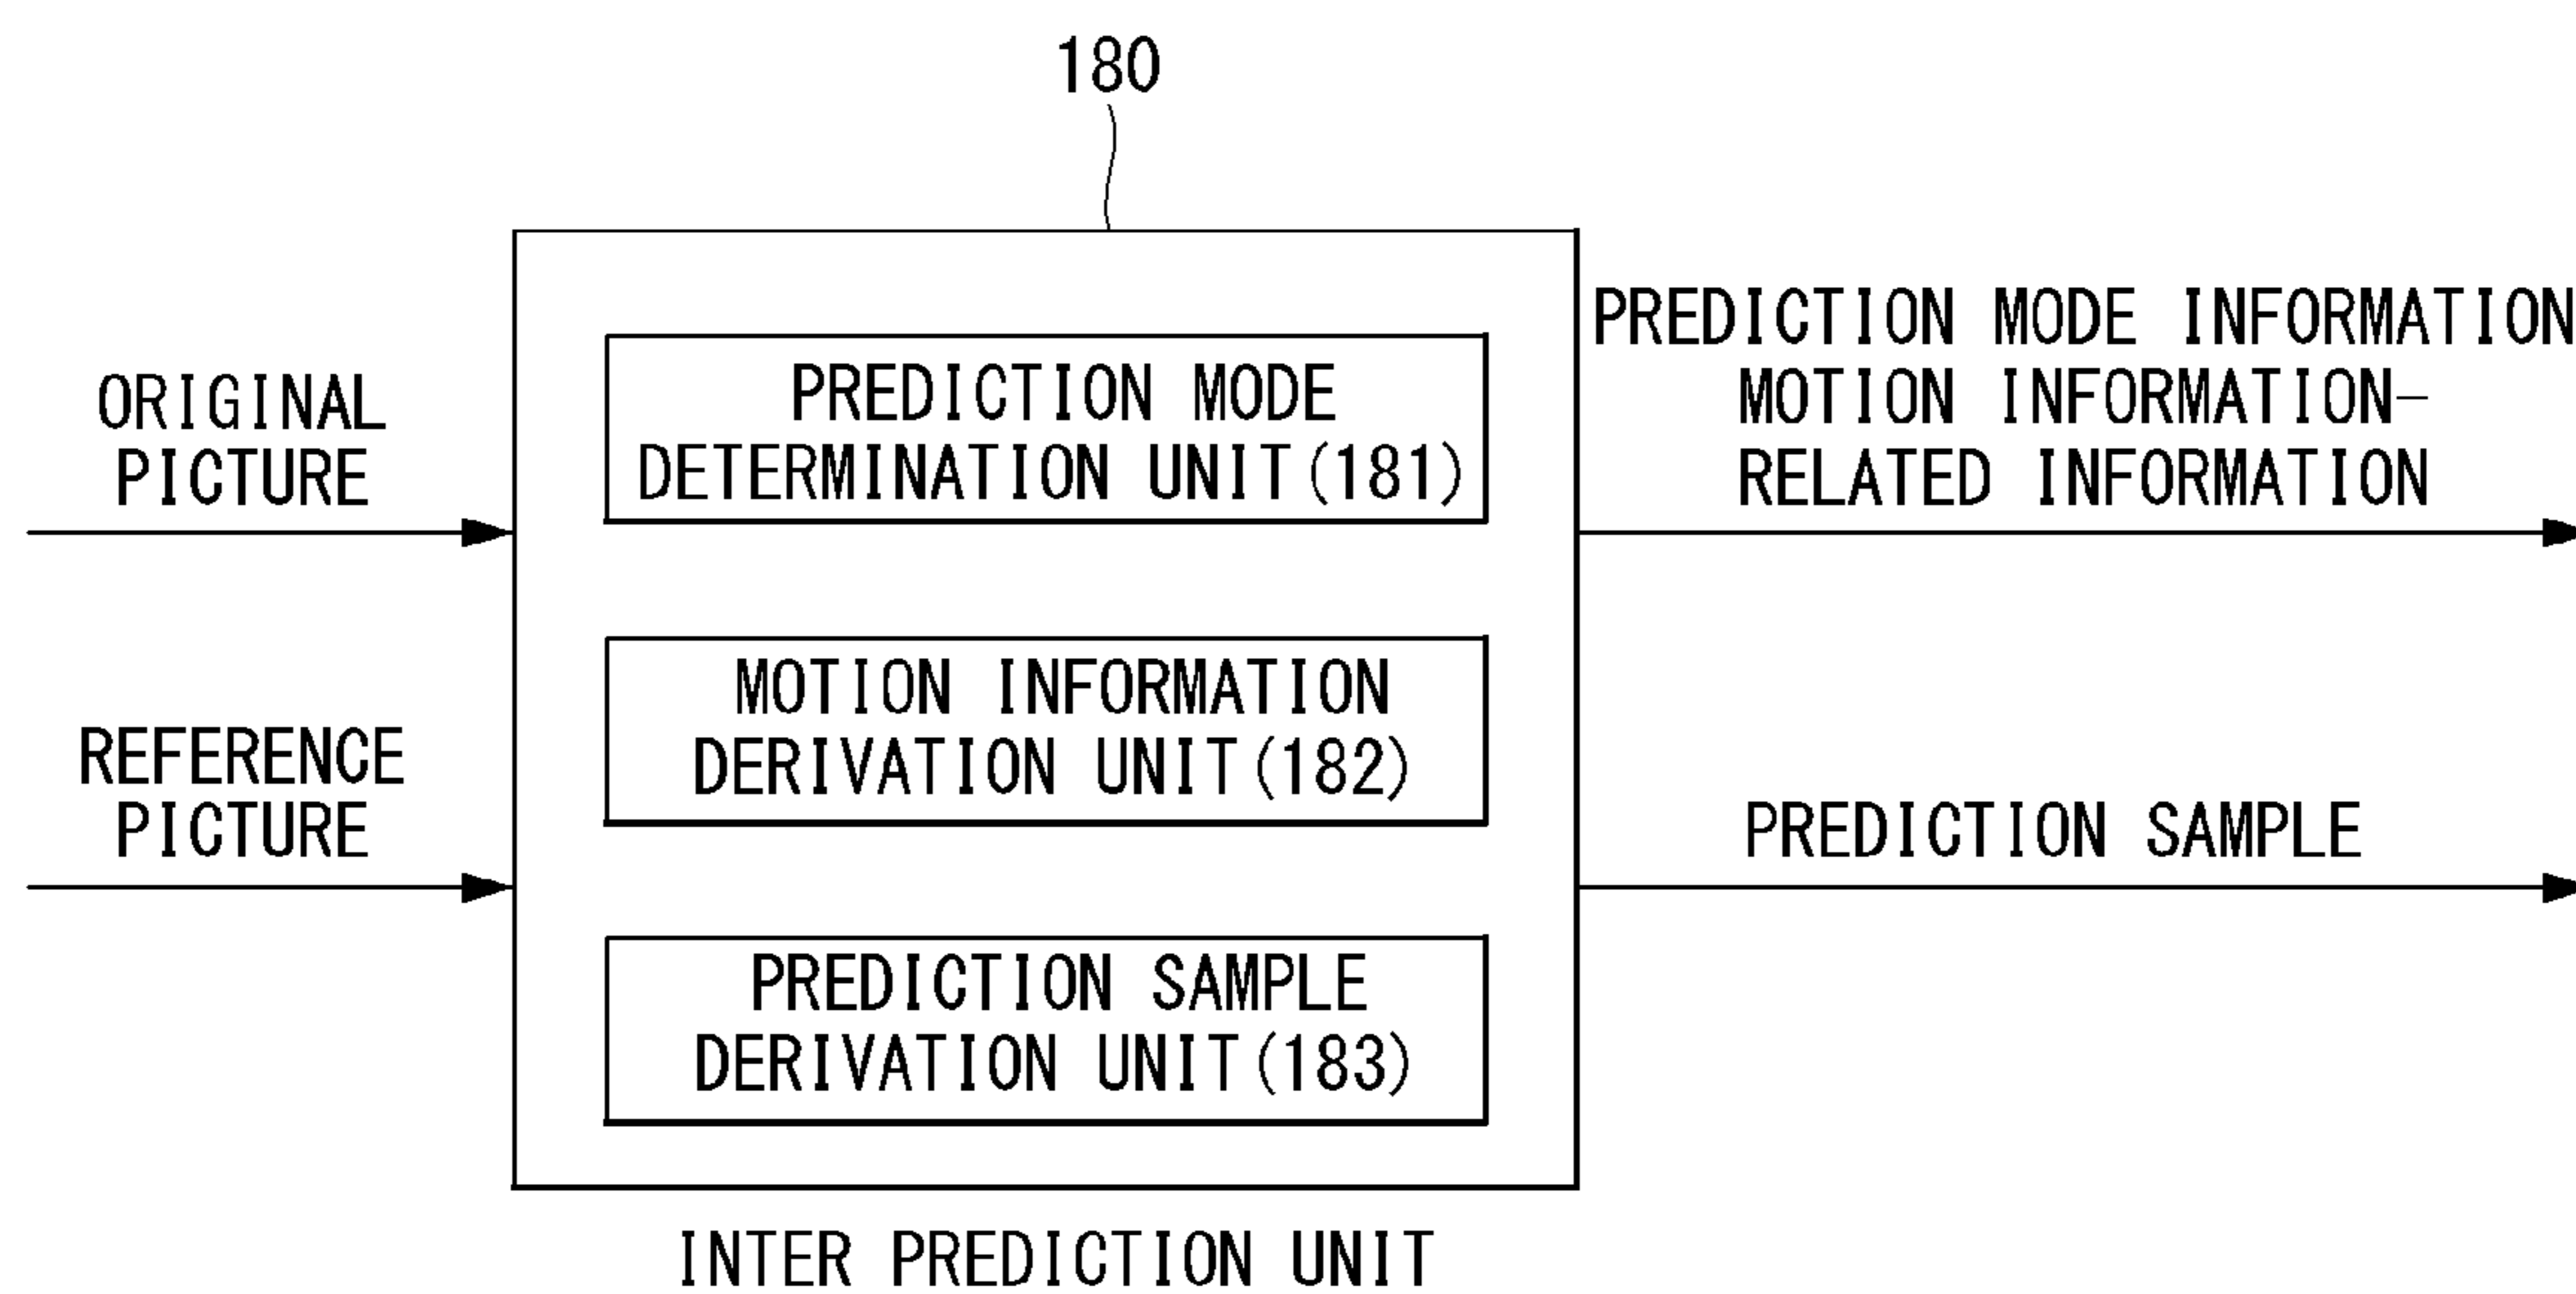 180
ORIGINAL
PICTURE
REFERENCE
PICTURE
PREDICTION MODE
DETERMINATION UNIT(181)
MOTION INFORMATION
DERIVATION UNIT(182)
PREDICTION SAMPLE
DERIVATION UNIT(183)
PREDICTION MODE INFORMATION
MOTION INFORMATION-
RELATED INFORMATION
PREDICTION SAMPLE
INTER PREDICTION UNIT